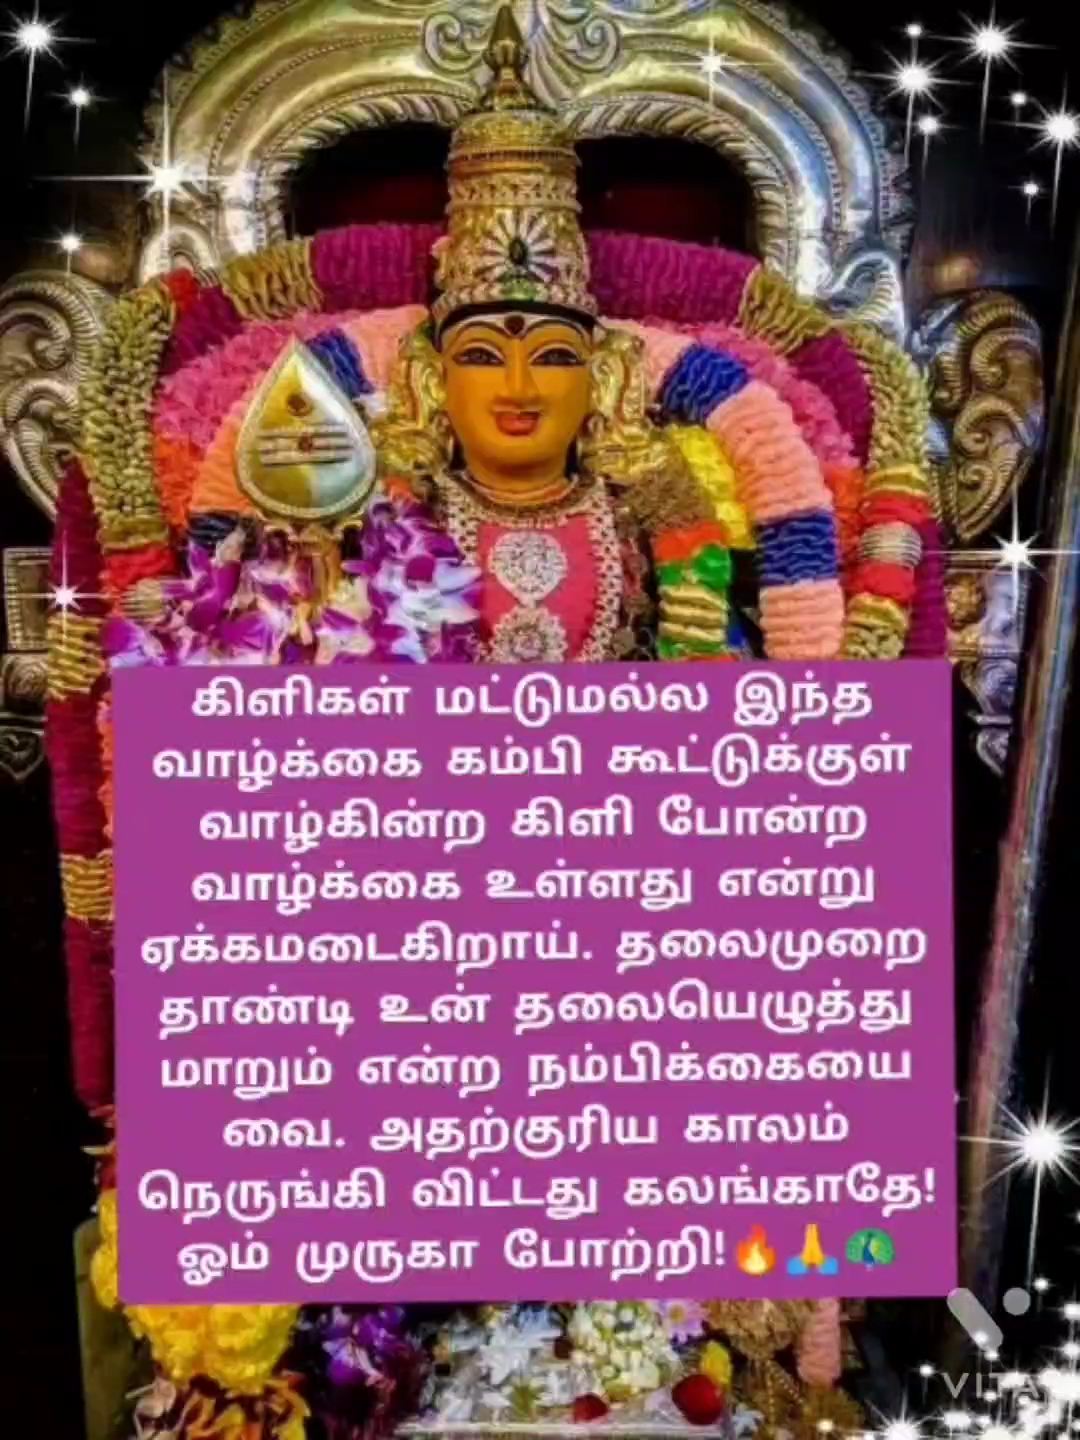 கிளிகள் மட்டுமல்ல இந்த
வாழ்க்கை கம்பி கூட்டுக்குள்
வாழ்கின்ற கிளி போன்ற
வாழ்க்கை உள்ளது என்று
ஏக்கமடைகிறாய். தலைமுறை
தாண்டி உன் தலையெழுத்து
மாறும் என்ற நம்பிக்கையை
வை. அதற்குரிய காலம்
நெருங்கி விட்டது கலங்காதே!
ஓம் முருகா போற்றி!🔥🙏🦚
VITA